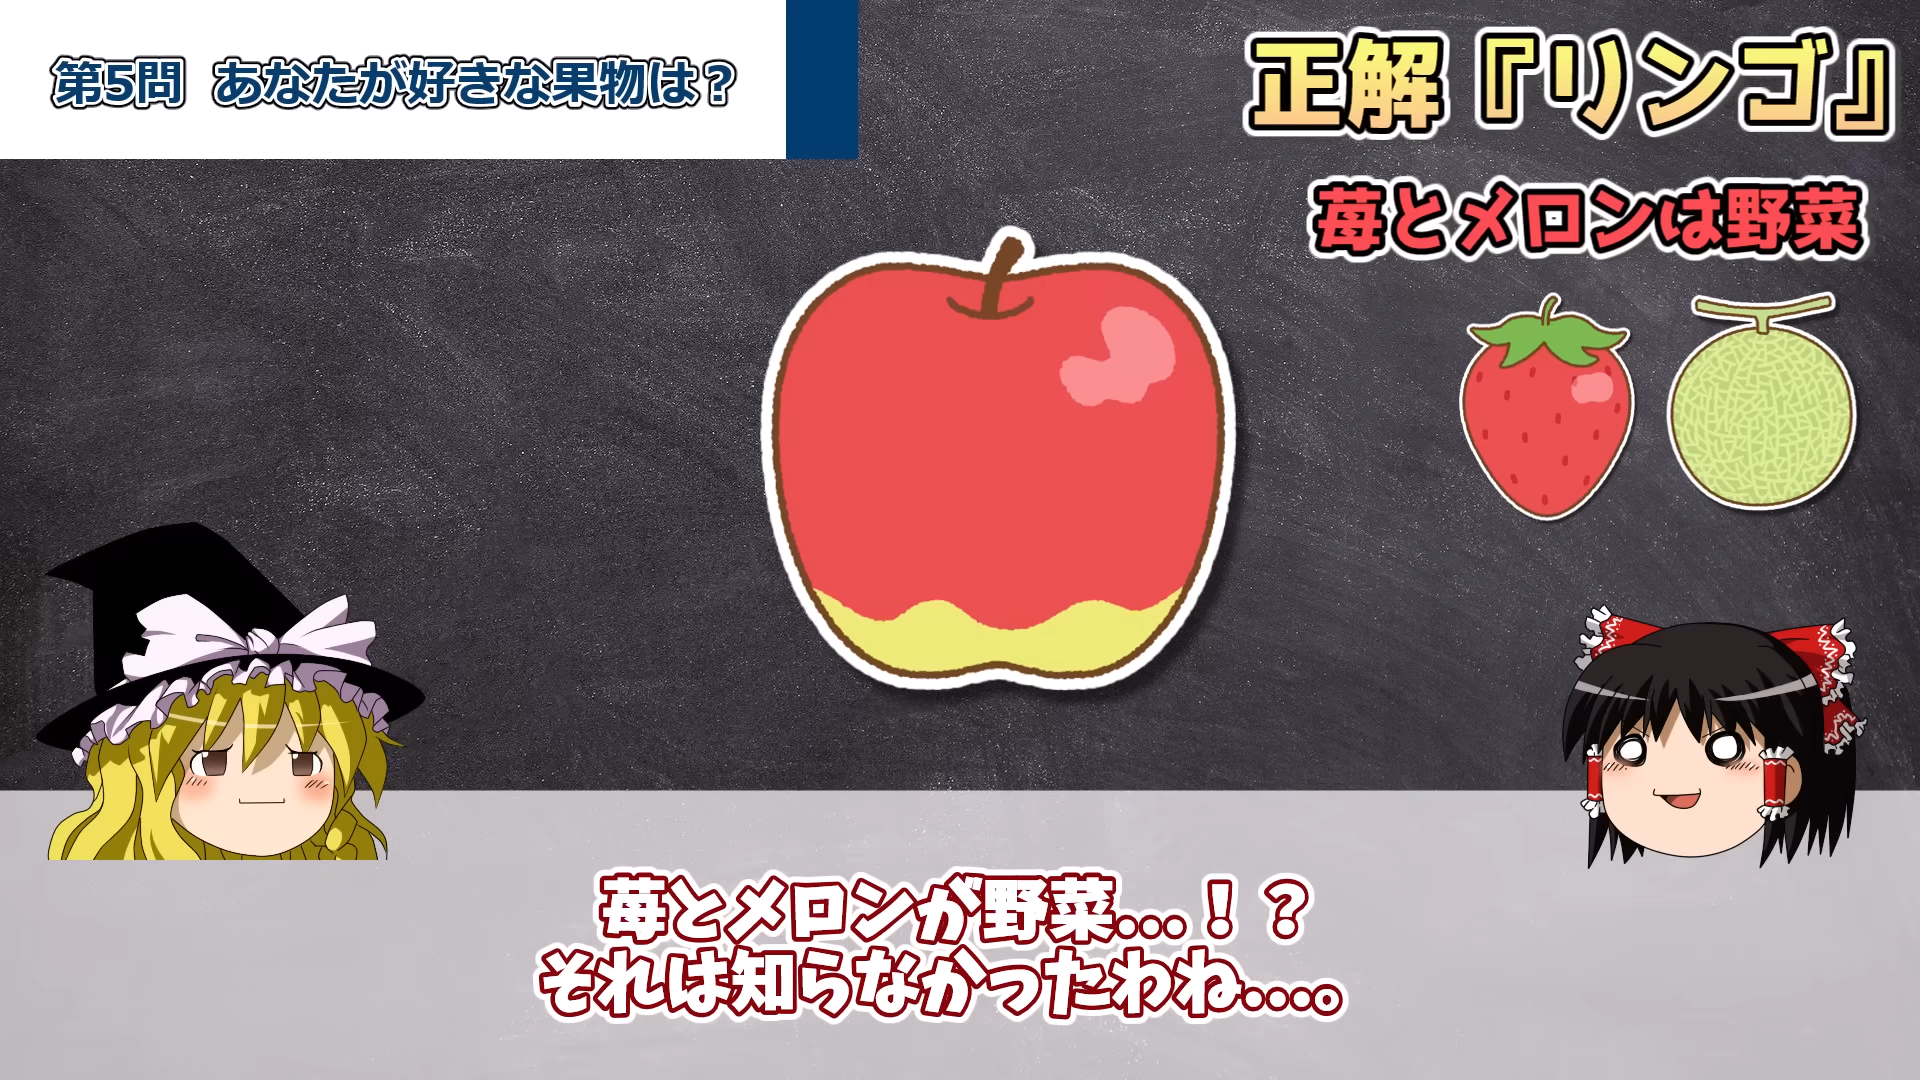 第5問 あなたが好きな果物は?
正解『リンゴ』
苺とメロンは野菜
苺とメロンが野菜...!?
それは知らなかったわね....。